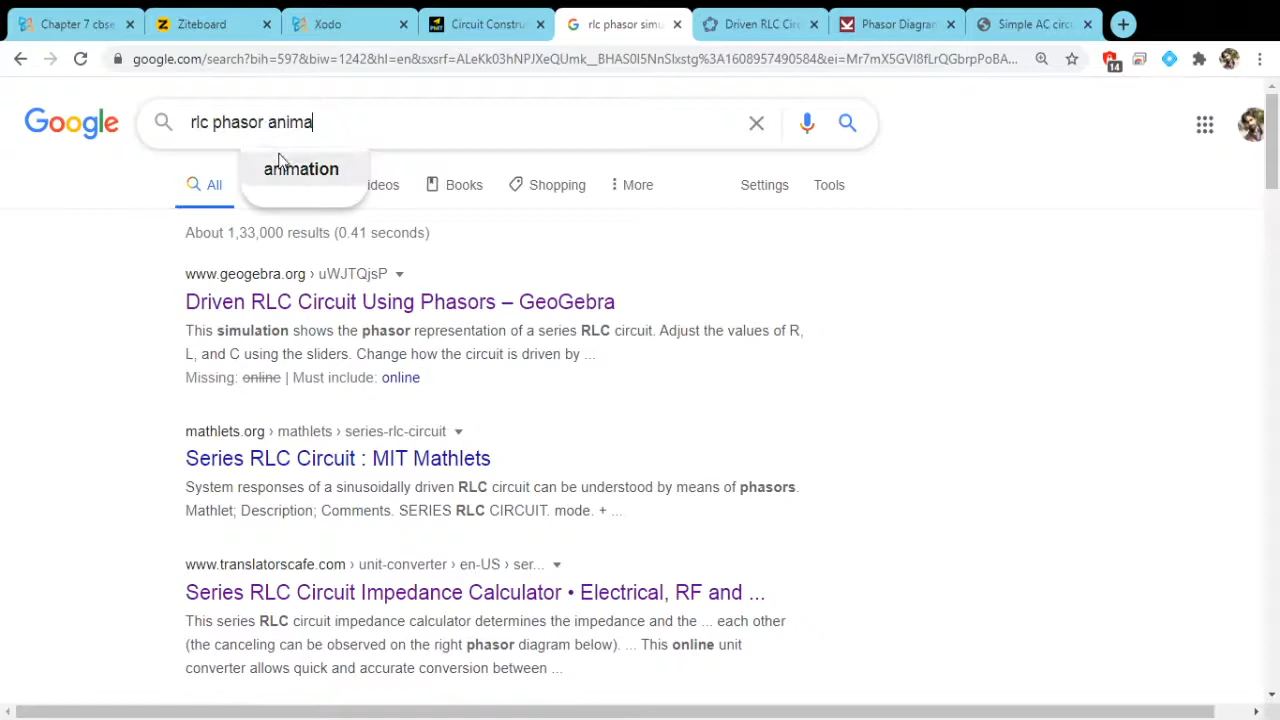 Chapter 7 cbse
Ziteboard
Xodo
Circuit Constru
rlc phasor simu
Driven RLC Circ
Phasor Diagran
Simple AC circu
google.com/search?bih=597&biw=1242&hl=en&sxsrf=ALeKk03hNPJXeQUmk__BHAS0I5NnSlxstg%3A1608957490584&ei=Mr7mX5GVI8fLrQGbrpPoBA...
14
Google
rlc phasor anima
animation
All
ideos
Books
Shopping
More
Settings
Tools
About 1,33,000 results (0.41 seconds)
www.geogebra.org › uWJTQjsP
Driven RLC Circuit Using Phasors – GeoGebra
This simulation shows the phasor representation of a series RLC circuit. Adjust the values of R,
L, and C using the sliders. Change how the circuit is driven by ...
Missing: online | Must include: online
mathlets.org › mathlets › series-rlc-circuit
Series RLC Circuit : MIT Mathlets
System responses of a sinusoidally driven RLC circuit can be understood by means of phasors.
Mathlet; Description; Comments. SERIES RLC CIRCUIT. mode. + ...
www.translatorscafe.com › unit-converter › en-US › ser...
Series RLC Circuit Impedance Calculator • Electrical, RF and ...
This series RLC circuit impedance calculator determines the impedance and the ... each other
(the canceling can be observed on the right phasor diagram below). ... This online unit
converter allows quick and accurate conversion between ...